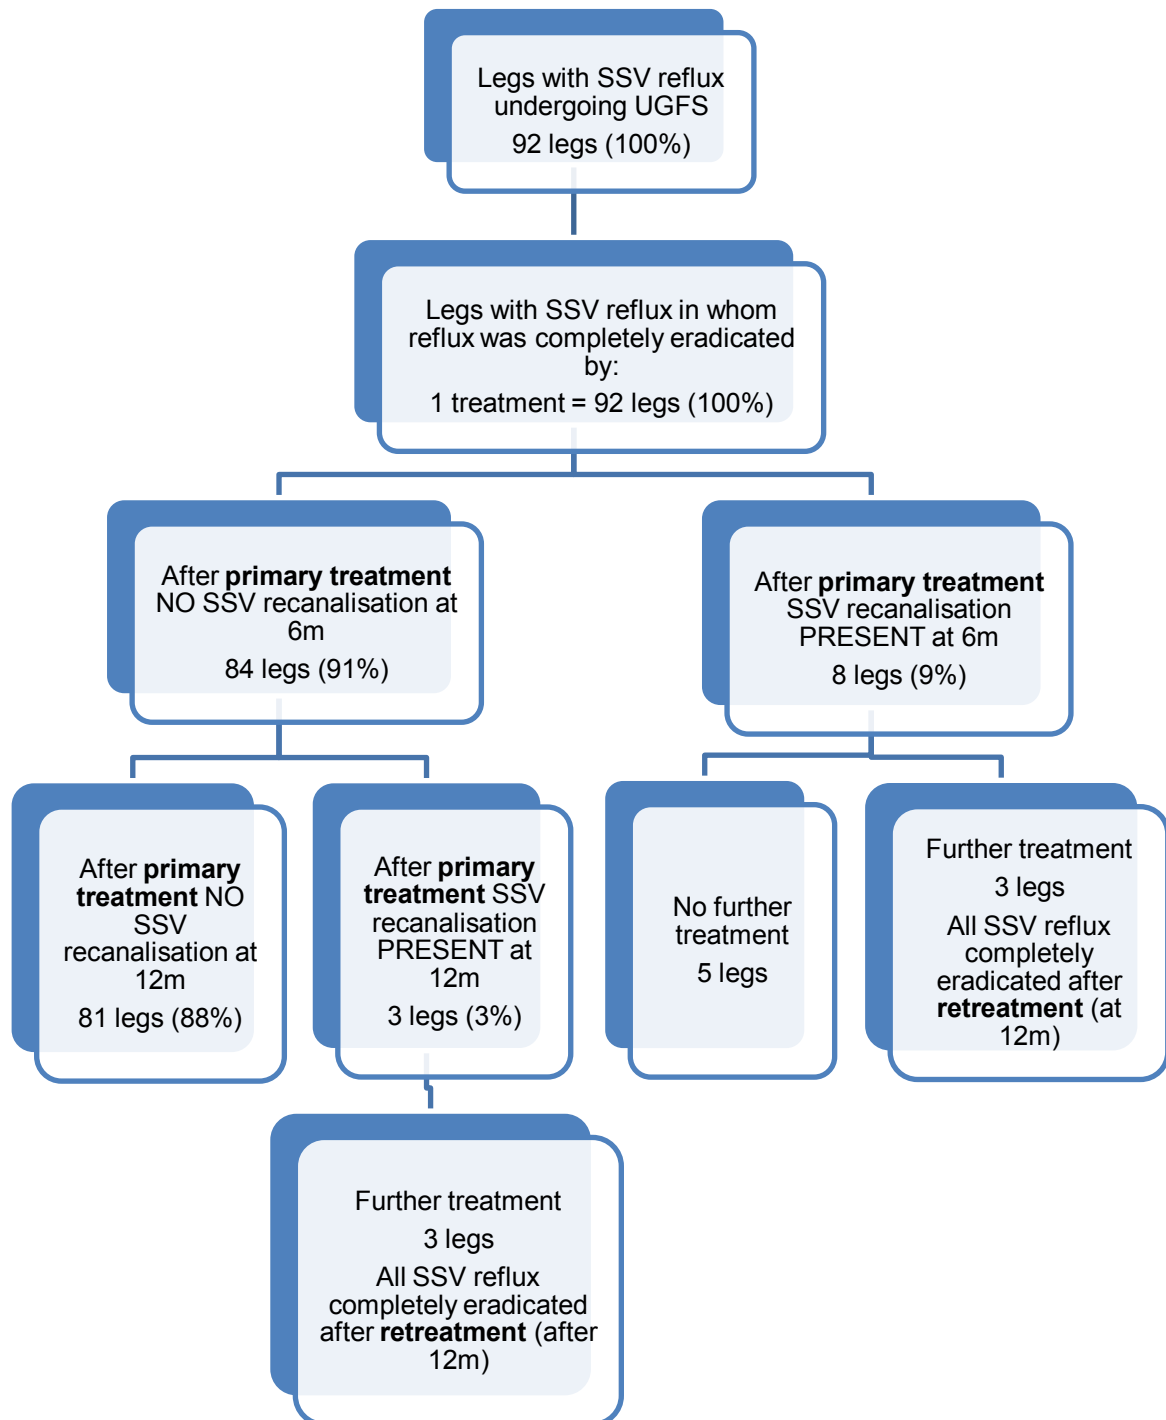 Legs with SSV reflux
undergoing UGFS
92 legs (100%)
Legs with SSV reflux in whom
reflux was completely eradicated
by:
1 treatment = 92 legs (100%)
After primary treatment
NO SSV recanalisation at
6m
84 legs (91%)
After primary treatment
SSV recanalisation
PRESENT at 6m
8 legs (9%)
After primary
treatment NO
SSV
recanalisation at
12m
81 legs (88%)
After primary
treatment SSV
recanalisation
PRESENT at
12m
3 legs (3%)
No further
treatment
5 legs
Further treatment
3 legs
All SSV reflux
completely
eradicated after
retreatment (at
12m)
Further treatment
3 legs
All SSV reflux
completely eradicated
after retreatment (after
12m)